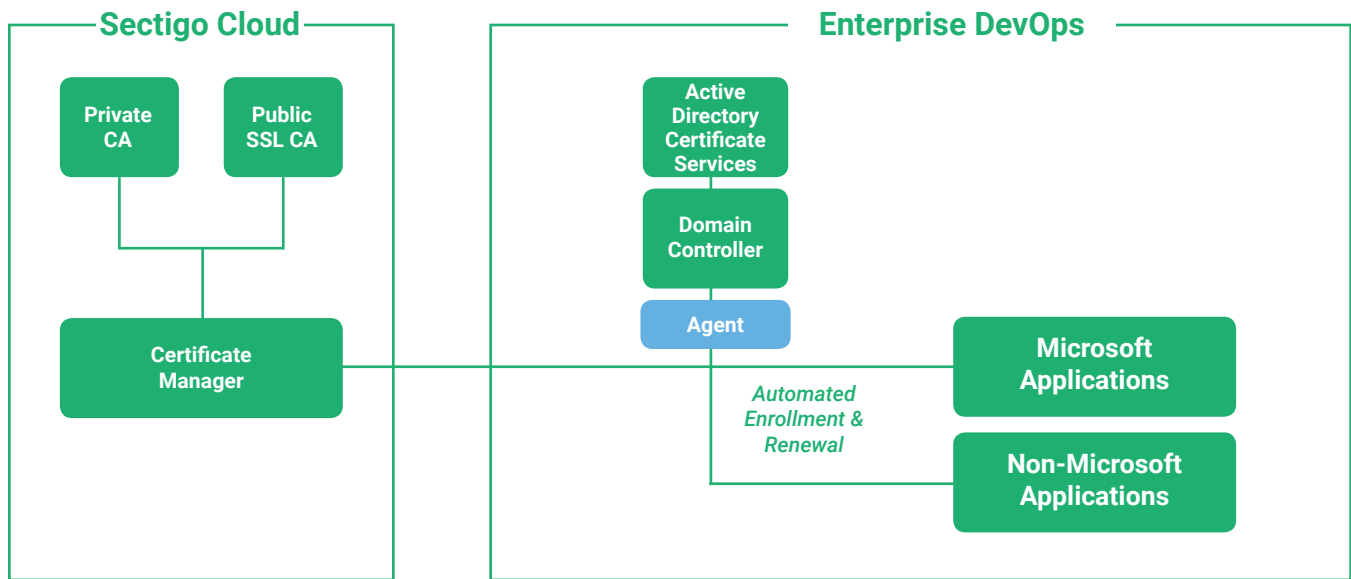 Sectigo Cloud
Private
CA
Public
SSL CA
Certificate
Manager
Enterprise DevOps
Active
Directory
Certificate
Services
Domain
Controller
Agent
Automated
Enrollment &
Renewal
Microsoft
Applications
Non-Microsoft
Applications